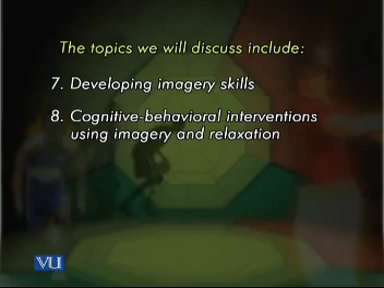 The topics we will discuss include:
7. Developing imagery skills
8. Cognitive-behavioral interventions
using imagery and relaxation
VU